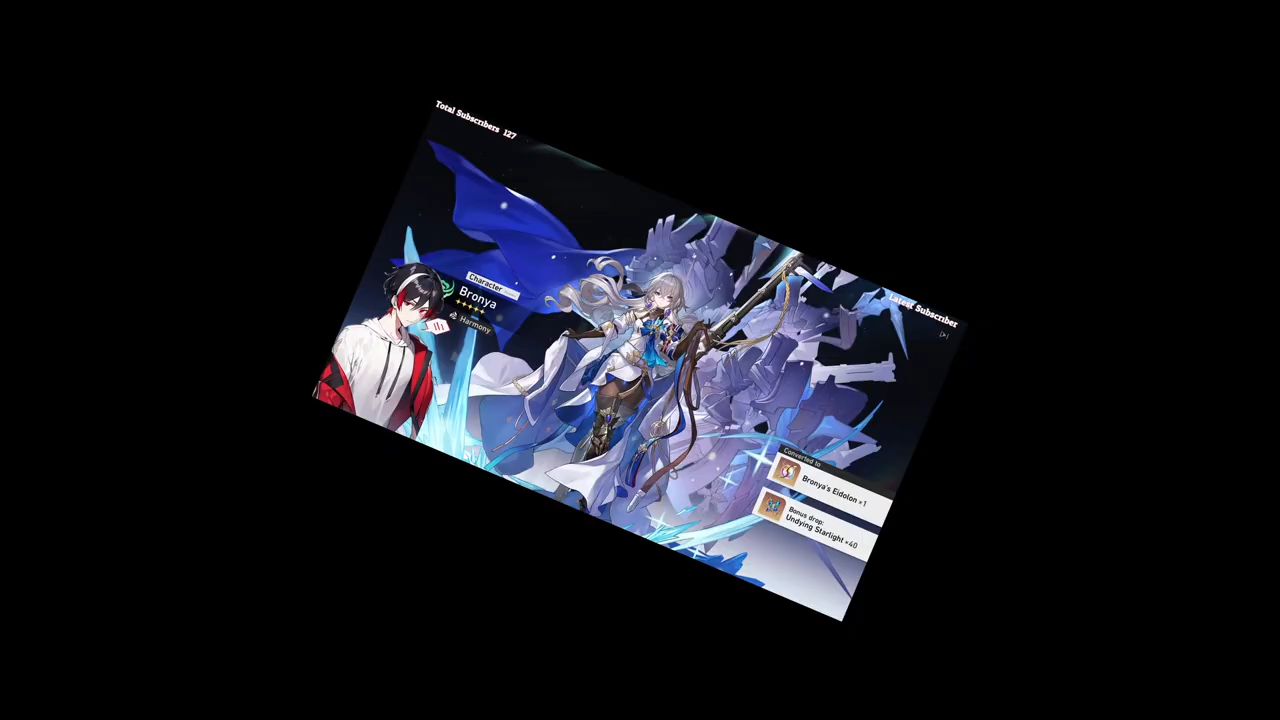 Total Subscribers 127
Latest Subscriber
Character
Bronya
Harmony
Converted to
Bronya's Eidolon ×1
Bonus drop:
Undying Starlight ×40